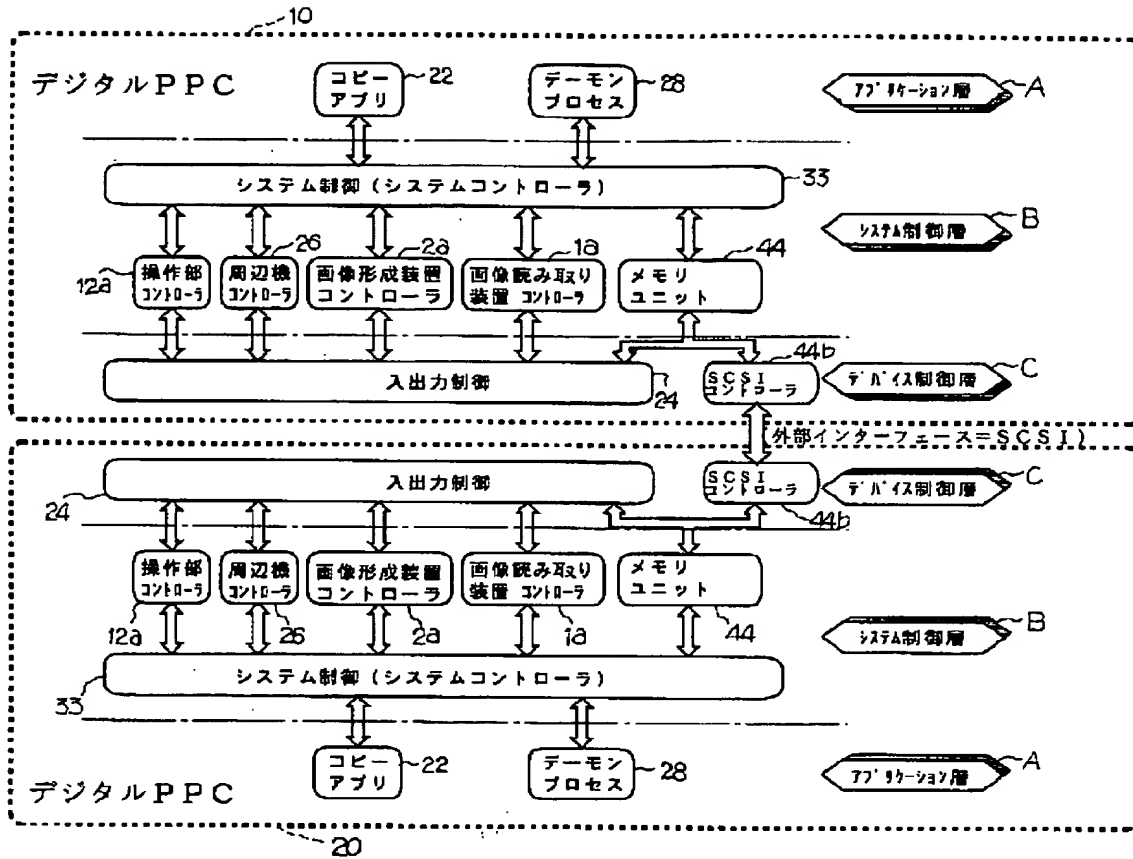 10
デジタルPPC
コピー
アプリ
22
デーモン
プロセス
28
アプリケーション層
A
システム制御(システムコントローラ)
33
システム制御層
B
12a
操作部
コントローラ
26
周辺機
コントローラ
2a
画像形成装置
コントローラ
1a
画像読み取り
装置 コントローラ
44
メモリ
ユニット
入出力制御
24
44b
SCSI
コントローラ
デバイス制御層
C
外部インターフェース=SCSI)
入出力制御
24
SCSI
コントローラ
44b
デバイス制御層
C
操作部
コントローラ
12a
周辺機
コントローラ
26
画像形成装置
コントローラ
2a
画像読み取り
装置 コントローラ
1a
メモリ
ユニット
44
システム制御層
B
システム制御(システムコントローラ)
33
コピー
アプリ
22
デーモン
プロセス
28
アプリケーション層
A
デジタルPPC
20